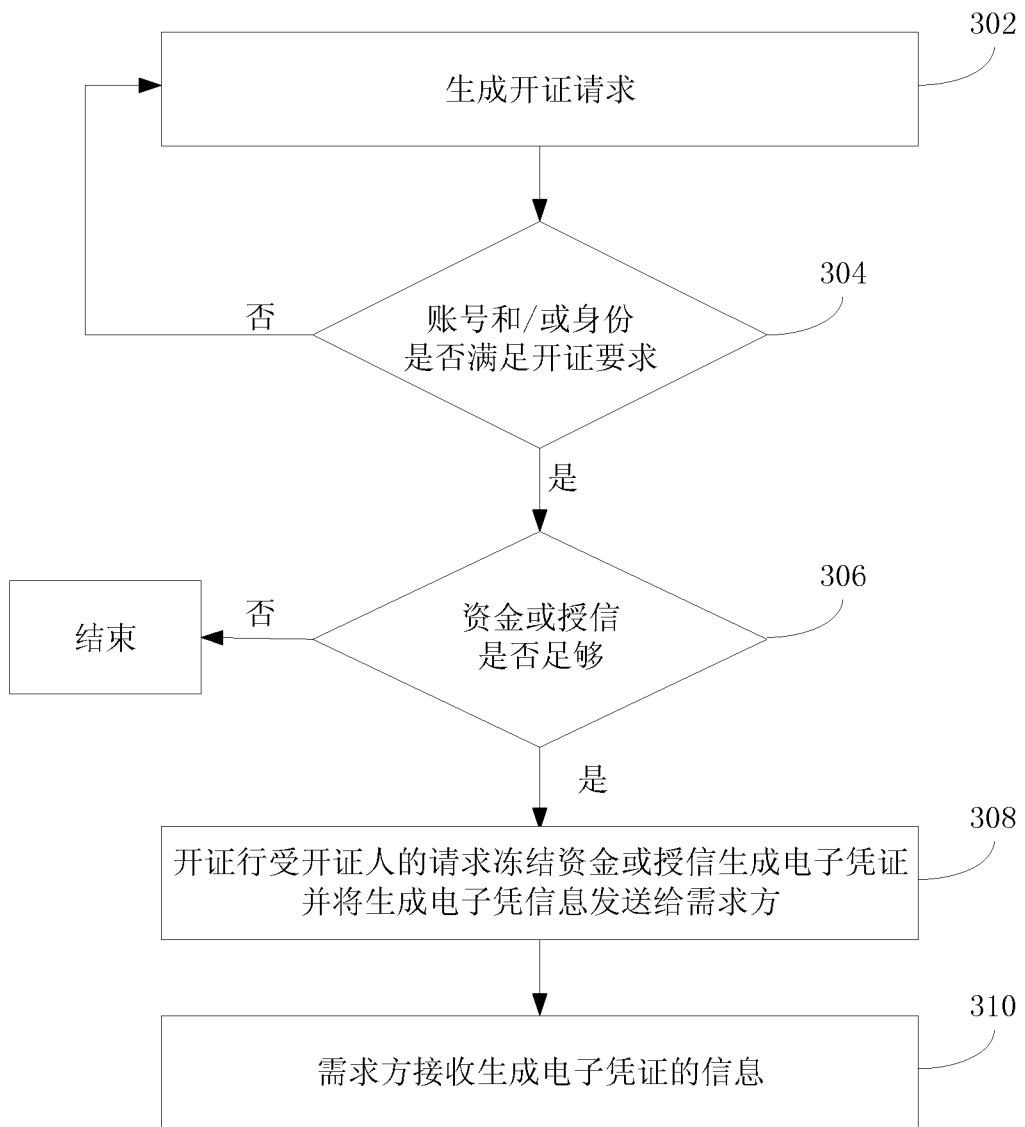 302
生成开证请求
304
账号和/或身份
是否满足开证要求
否
是
306
资金或授信
是否足够
否
结束
是
308
开证行受开证人的请求冻结资金或授信生成电子凭证
并将生成电子凭信息发送给需求方
310
需求方接收生成电子凭证的信息